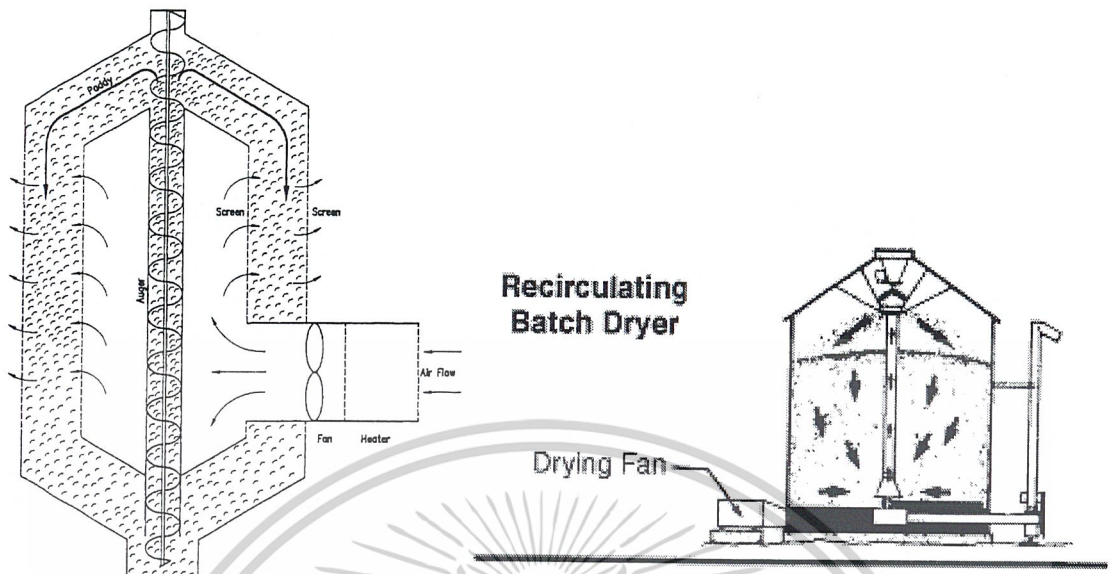 Paddy
Screen
Screen
Auger
Air Flow
Fan
Heater
Recirculating
Batch Dryer
Drying Fan